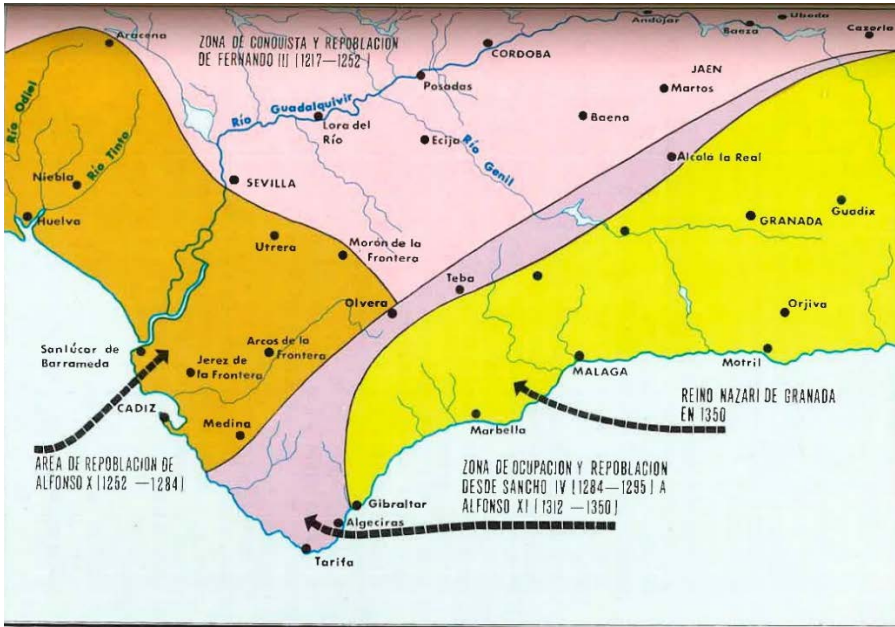 Andojar
Ubeda
Baeza
Cazorla
Aracena
ZONA DE CONQUISTA Y REPOBLACION
DE FERNANDO III (1217—1252)
CORDOBA
Posadas
JAEN
Martos
Río Odiel
Río Tinto
Río Guadalquivir
Lora del
Río
Ecija
Baena
Río Genil
Alcalá la Real
Niebla
SEVILLA
Huelva
Utrera
Morón de la
Frontera
GRANADA
Guadix
Teba
Olvera
Orjiva
Sanlúcar de
Barrameda
Arcos de la
Frontera
Jerez de
la Frontera
MALAGA
Motril
CADIZ
Medina
Marbella
REINO NAZARI DE GRANADA
EN 1350
AREA DE REPOBLACION DE
ALFONSO X (1252 —1284)
ZONA DE OCUPACION Y REPOBLACION
DESDE SANCHO IV (1284—1295) A
ALFONSO XI (1312 —1350)
Gibraltar
Algeciras
Tarifa